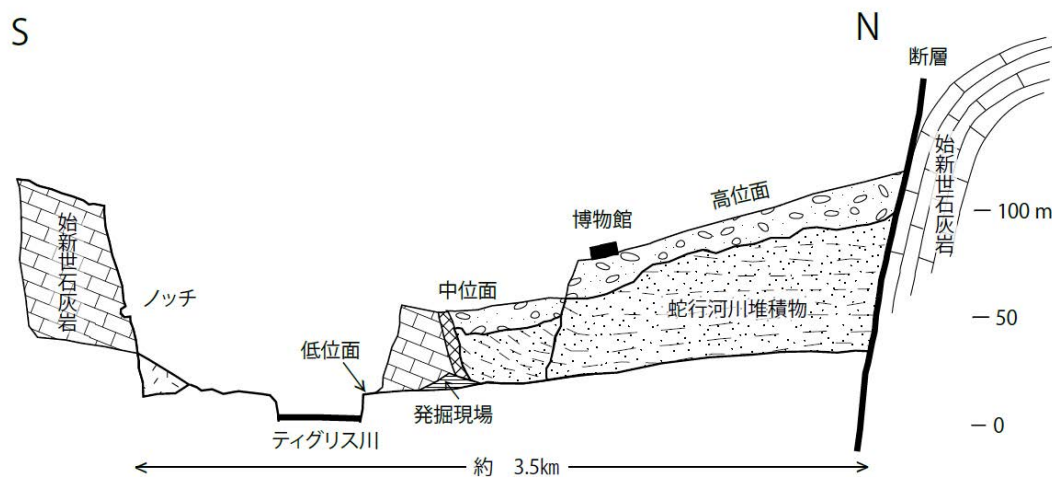 S
N
断層
始新世石灰岩
高位面
始新世石灰岩
100 m
博物館
ノッチ
中位面
蛇行河川堆積物
50
低位面
発掘現場
ティグリス川
0
約 3.5km